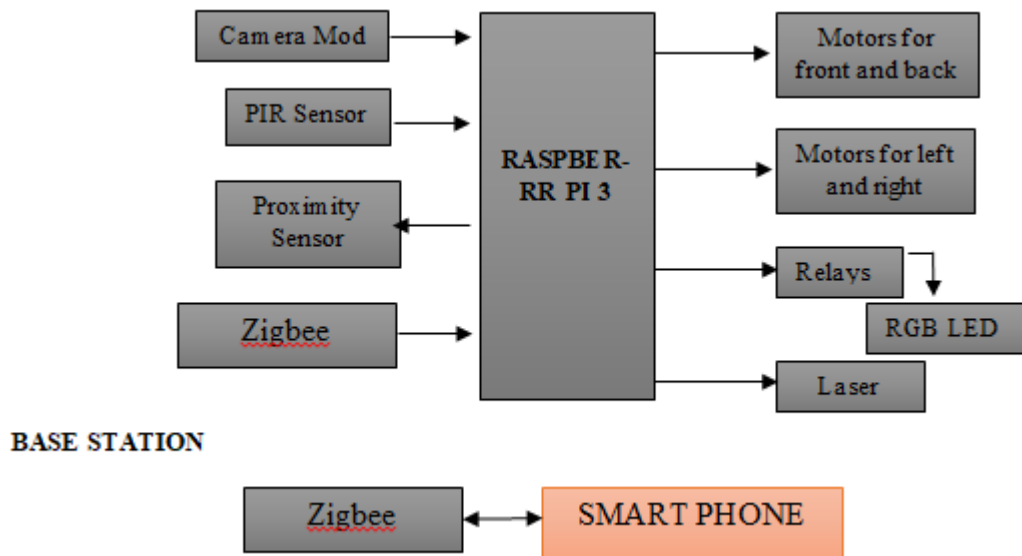 Camera Mod
PIR Sensor
Proximity
Sensor
Zigbee
RASPBER-
RR PI 3
Motors for
front and back
Motors for left
and right
Relays
RGB LED
Laser
BASE STATION
Zigbee
SMART PHONE